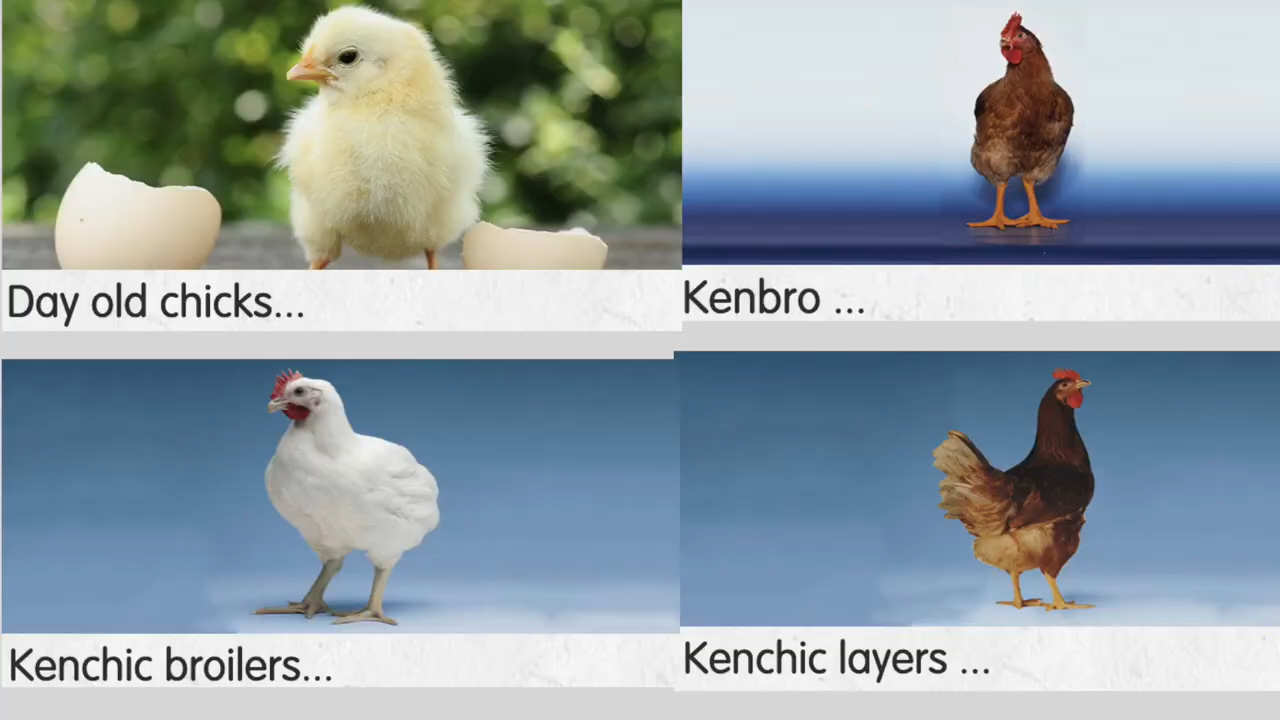 Day old chicks...
Kenbro ...
Kenchic broilers...
Kenchic layers ...